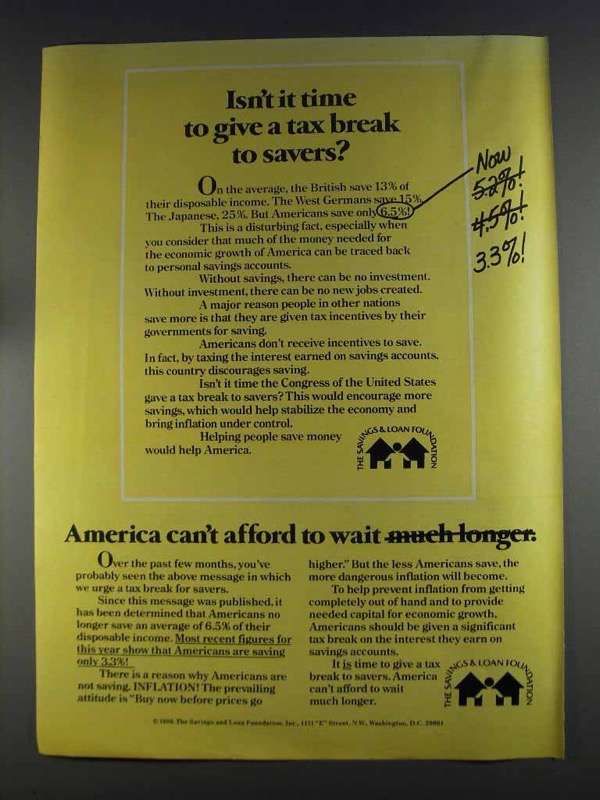 Isn't it time
to give a tax break
to savers?
On the average, the British save 13% of
their disposable income. The West Germans save 15%.
The Japanese, 25%. But Americans save only 6.5%!
Now
5.2%!
4.5%!
3.3%!
This is a disturbing fact, especially when
you consider that much of the money needed for
the economic growth of America can be traced back
to personal savings accounts.
Without savings, there can be no investment.
Without investment, there can be no new jobs created.
A major reason people in other nations
save more is that they are given tax incentives by their
governments for saving.
Americans don't receive incentives to save.
In fact, by taxing the interest earned on savings accounts,
this country discourages saving.
Isn't it time the Congress of the United States
gave a tax break to savers? This would encourage more
savings, which would help stabilize the economy and
bring inflation under control.
Helping people save money
would help America.
THE SAVINGS & LOAN FOUNDATION
America can't afford to wait much longer.
Over the past few months, you've
probably seen the above message in which
we urge a tax break for savers.
Since this message was published, it
has been determined that Americans no
longer save an average of 6.5% of their
disposable income. Most recent figures for
this year show that Americans are saving
only 3.3%!
There is a reason why Americans are
not saving. INFLATION! The prevailing
attitude is "Buy now before prices go
higher." But the less Americans save, the
more dangerous inflation will become.
To help prevent inflation from getting
completely out of hand and to provide
needed capital for economic growth,
Americans should be given a significant
tax break on the interest they earn on
savings accounts.
It is time to give a tax
break to savers. America
can't afford to wait
much longer.
THE SAVINGS & LOAN FOUNDATION
The Savings and Loan Foundation, Inc., 1111 "E" Street, N.W., Washington, D.C. 20004